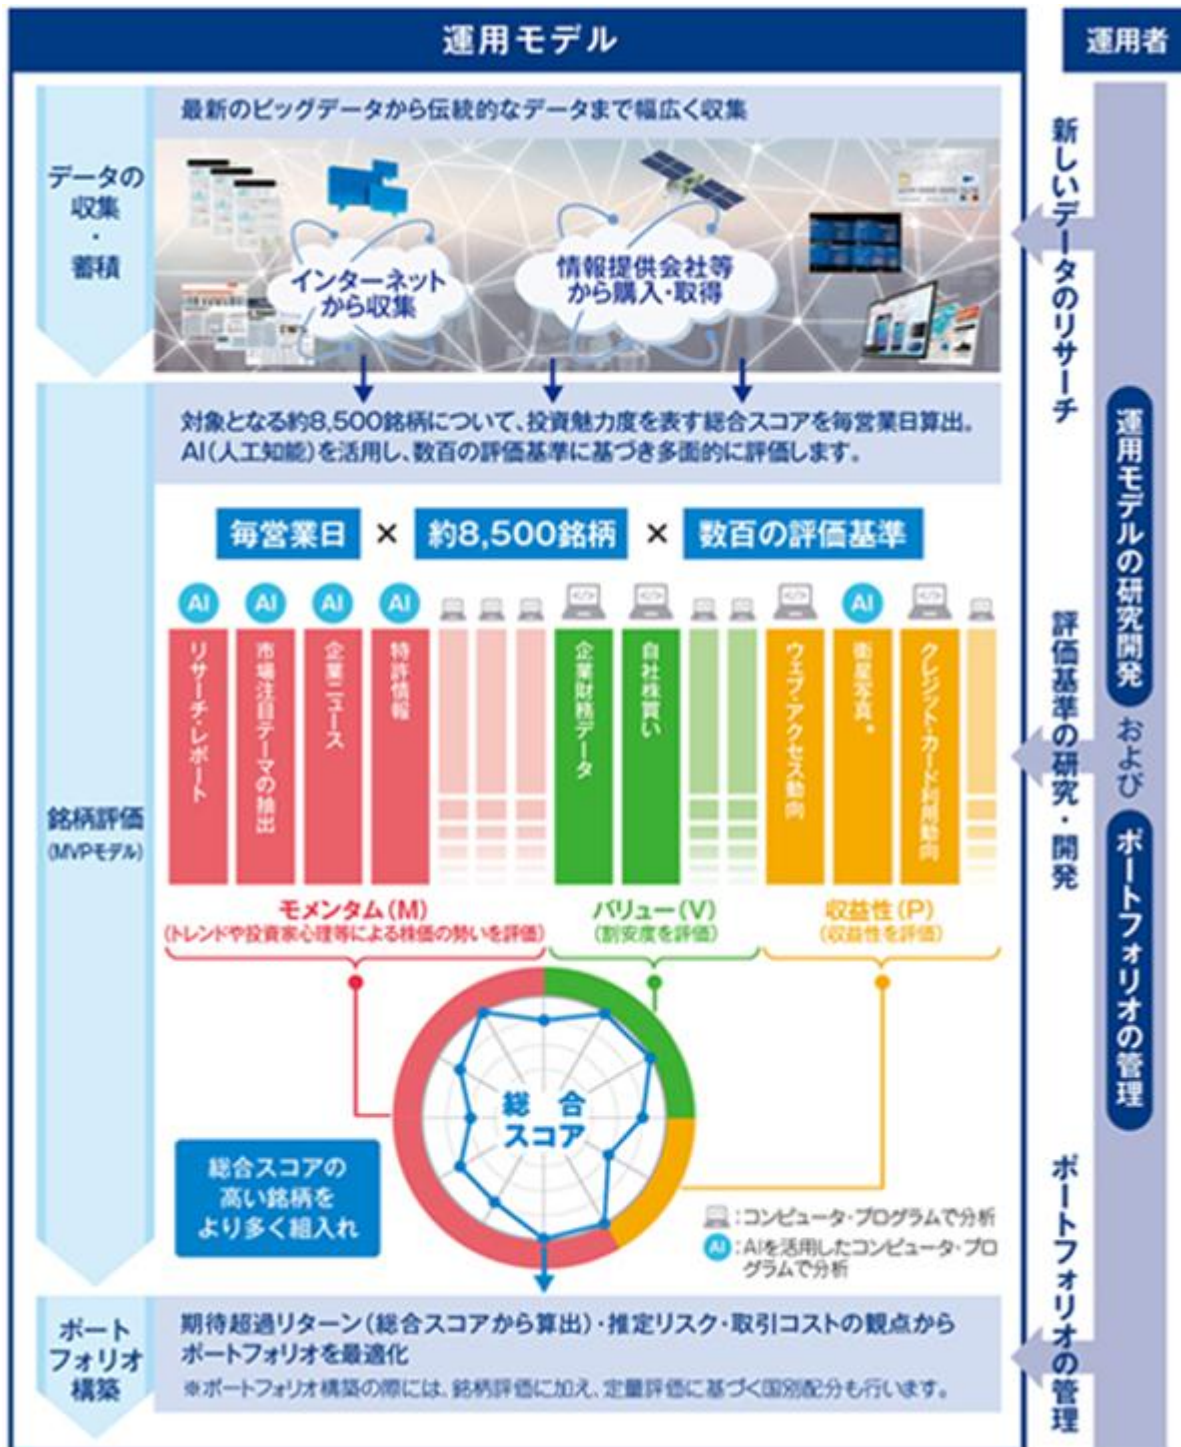 運用モデル
運用者
データの
収集
・
蓄積
最新のビッグデータから伝統的なデータまで幅広く収集
インターネット
から収集
情報提供会社等
から購入・取得
新しいデータのリサーチ
対象となる約8,500銘柄について、投資魅力度を表す総合スコアを毎営業日算出。
AI(人工知能)を活用し、数百の評価基準に基づき多面的に評価します。
毎営業日 × 約8,500銘柄 × 数百の評価基準
AI
AI
AI
AI
AI
リサーチ・レポート
市場注目テーマの抽出
企業ニュース
特許情報
企業財務データ
自社株買い
ウェブ・アクセス動向
衛星写真。
クレジット・カード利用動向
銘柄評価
(MVPモデル)
モメンタム(M)
(トレンドや投資家心理等による株価の勢いを評価)
バリュー(V)
(割安度を評価)
収益性(P)
(収益性を評価)
評価基準の研究・開発
運用モデルの研究開発
および
ポートフォリオの管理
総合
スコア
総合スコアの
高い銘柄を
より多く組入れ
:コンピュータ・プログラムで分析
AI:AIを活用したコンピュータ・プロ
グラムで分析
ポート
フォリオ
構築
期待超過リターン(総合スコアから算出)・推定リスク・取引コストの観点から
ポートフォリオを最適化
※ポートフォリオ構築の際には、銘柄評価に加え、定量評価に基づく国別配分も行います。
ポートフォリオの管理